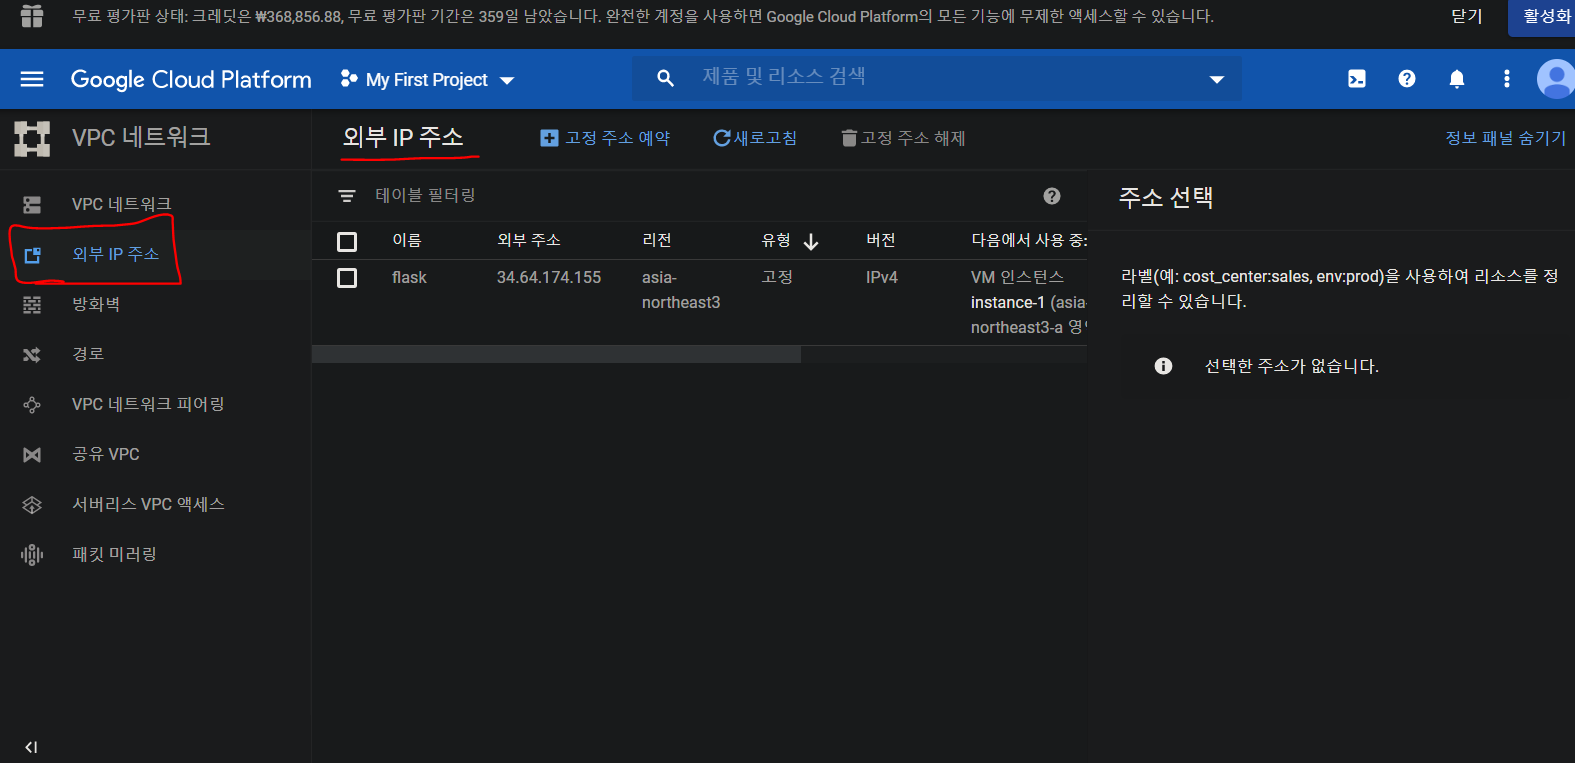 무료 평가판 상태: 크레딧은 ₩368,856.88, 무료 평가판 기간은 359일 남았습니다. 완전한 계정을 사용하면 Google Cloud Platform의 모든 기능에 무제한 액세스할 수 있습니다.
닫기
활성화
Google Cloud Platform
My First Project
제품 및 리소스 검색
VPC 네트워크
외부 IP 주소
고정 주소 예약
새로고침
고정 주소 해제
정보 패널 숨기기
VPC 네트워크
외부 IP 주소
방화벽
경로
VPC 네트워크 피어링
공유 VPC
서버리스 VPC 액세스
패킷 미러링
테이블 필터링
이름 외부 주소 리전 유형 버전 다음에서 사용 중:
flask 34.64.174.155 asia- 고정 IPv4 VM 인스턴스
northeast3 instance-1 (asia-
northeast3-a 영역
주소 선택
라벨(예: cost_center:sales, env:prod)을 사용하여 리소스를 정
리할 수 있습니다.
선택한 주소가 없습니다.